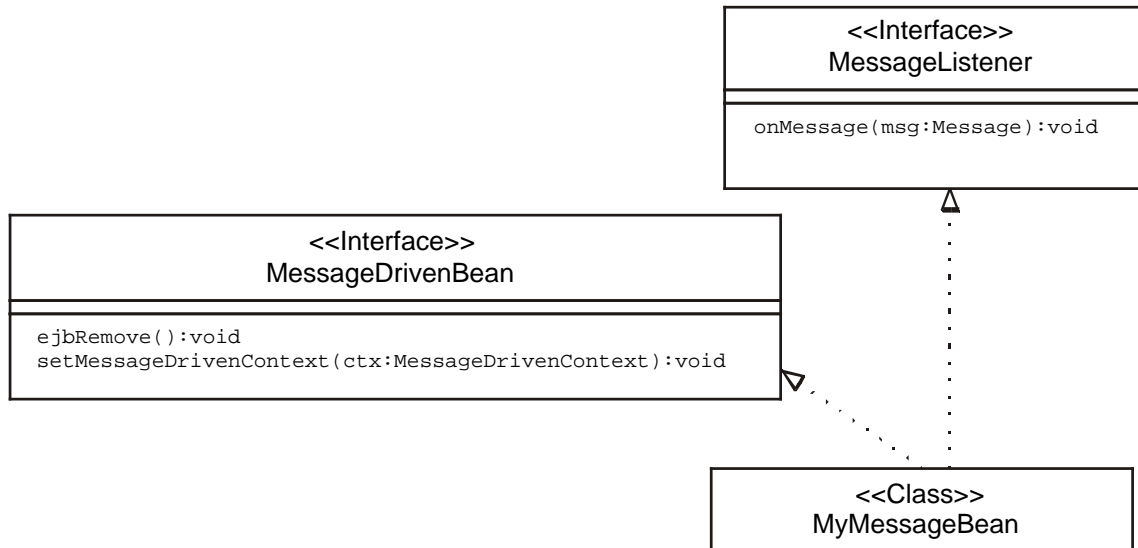 <<Interface>>
MessageListener
onMessage(msg:Message):void
<<Interface>>
MessageDrivenBean
ejbRemove():void
setMessageDrivenContext(ctx:MessageDrivenContext):void
<<Class>>
MyMessageBean